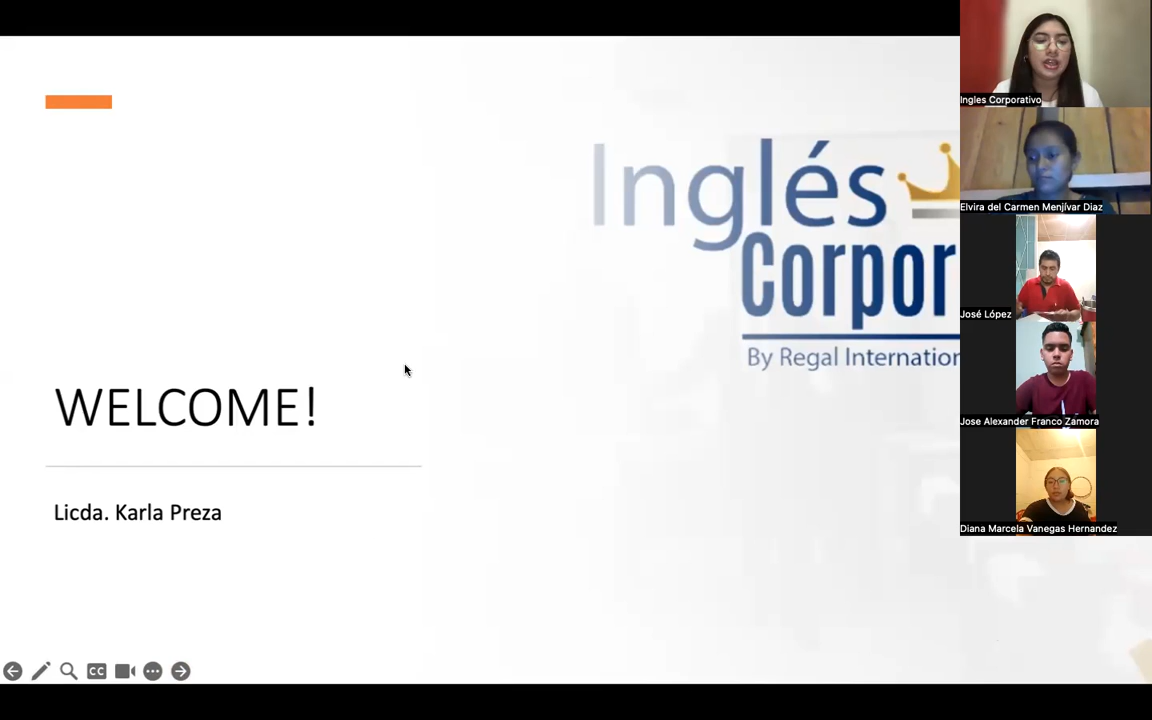 Inglés
Corpor
By Regal Internation
WELCOME!
Licda. Karla Preza
CC
Ingles Corporativo
Elvira del Carmen Menjívar Diaz
José López
Jose Alexander Franco Zamora
Diana Marcela Vanegas Hernandez